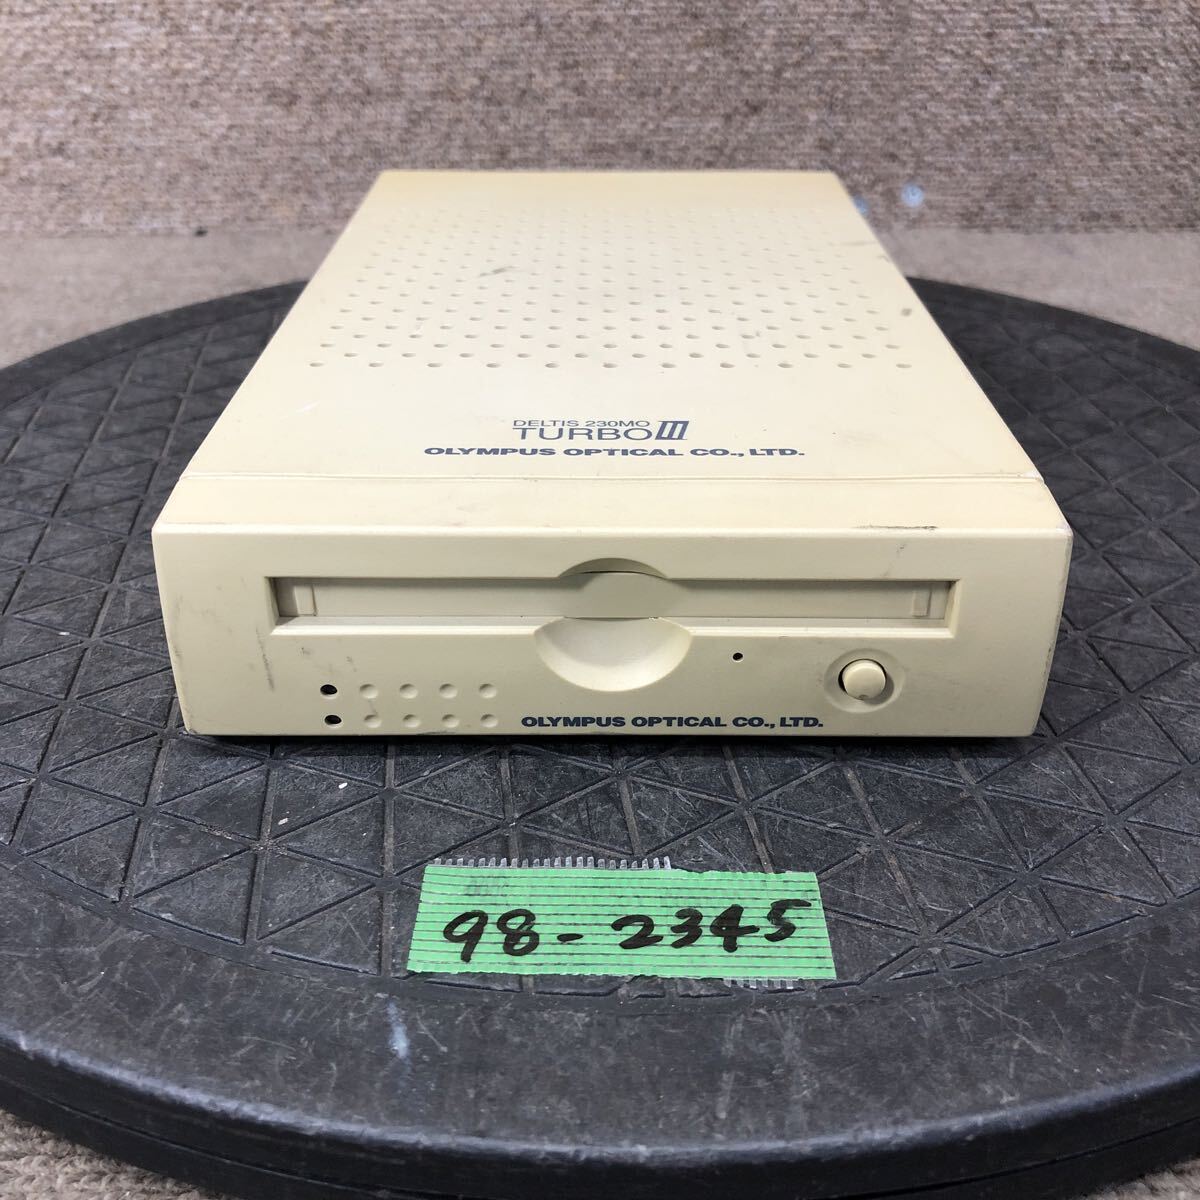 DELTIS 230MO
TURBO III
OLYMPUS OPTICAL CO., LTD.
OLYMPUS OPTICAL CO., LTD.
98-2345